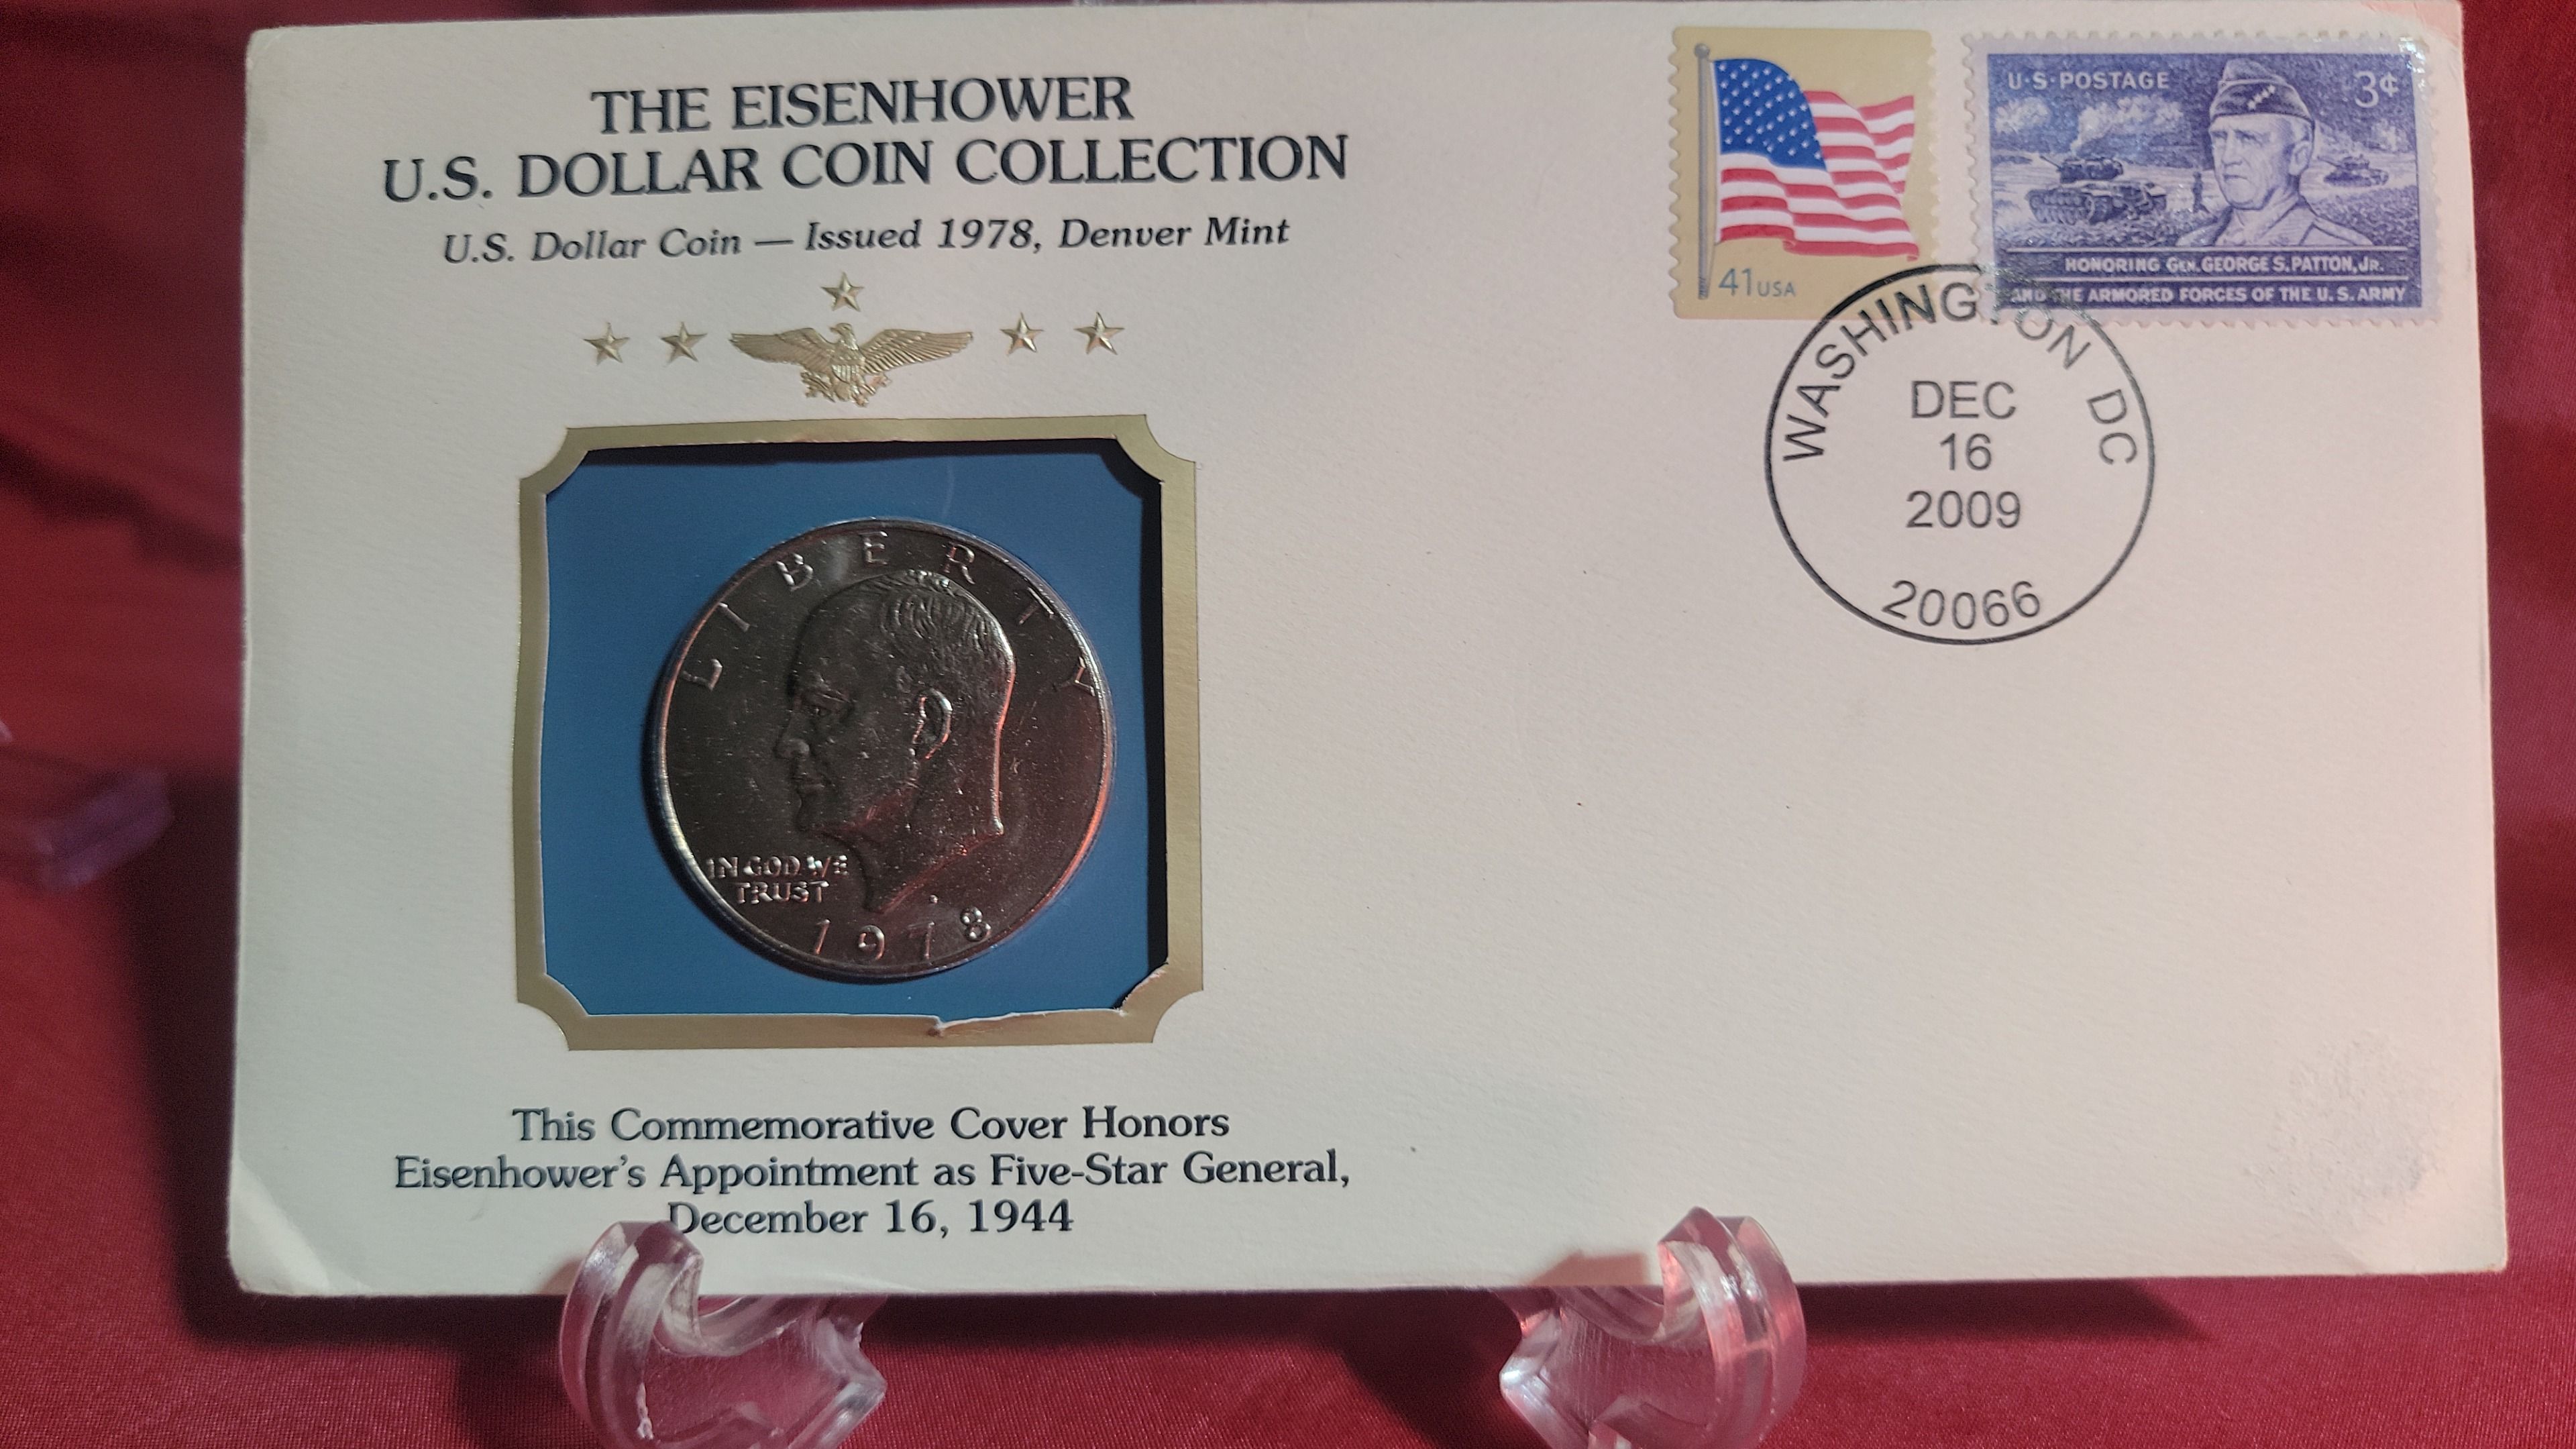 THE EISENHOWER
U.S. DOLLAR COIN COLLECTION
U.S. Dollar Coin — Issued 1978, Denver Mint
LIBERTY
IN GOD WE
TRUST
1978
This Commemorative Cover Honors
Eisenhower's Appointment as Five-Star General,
December 16, 1944
41USA
U·S·POSTAGE
3¢
HONORING GEN. GEORGE S. PATTON, JR.
AND THE ARMORED FORCES OF THE U. S. ARMY
WASHINGTON DC
DEC
16
2009
20066